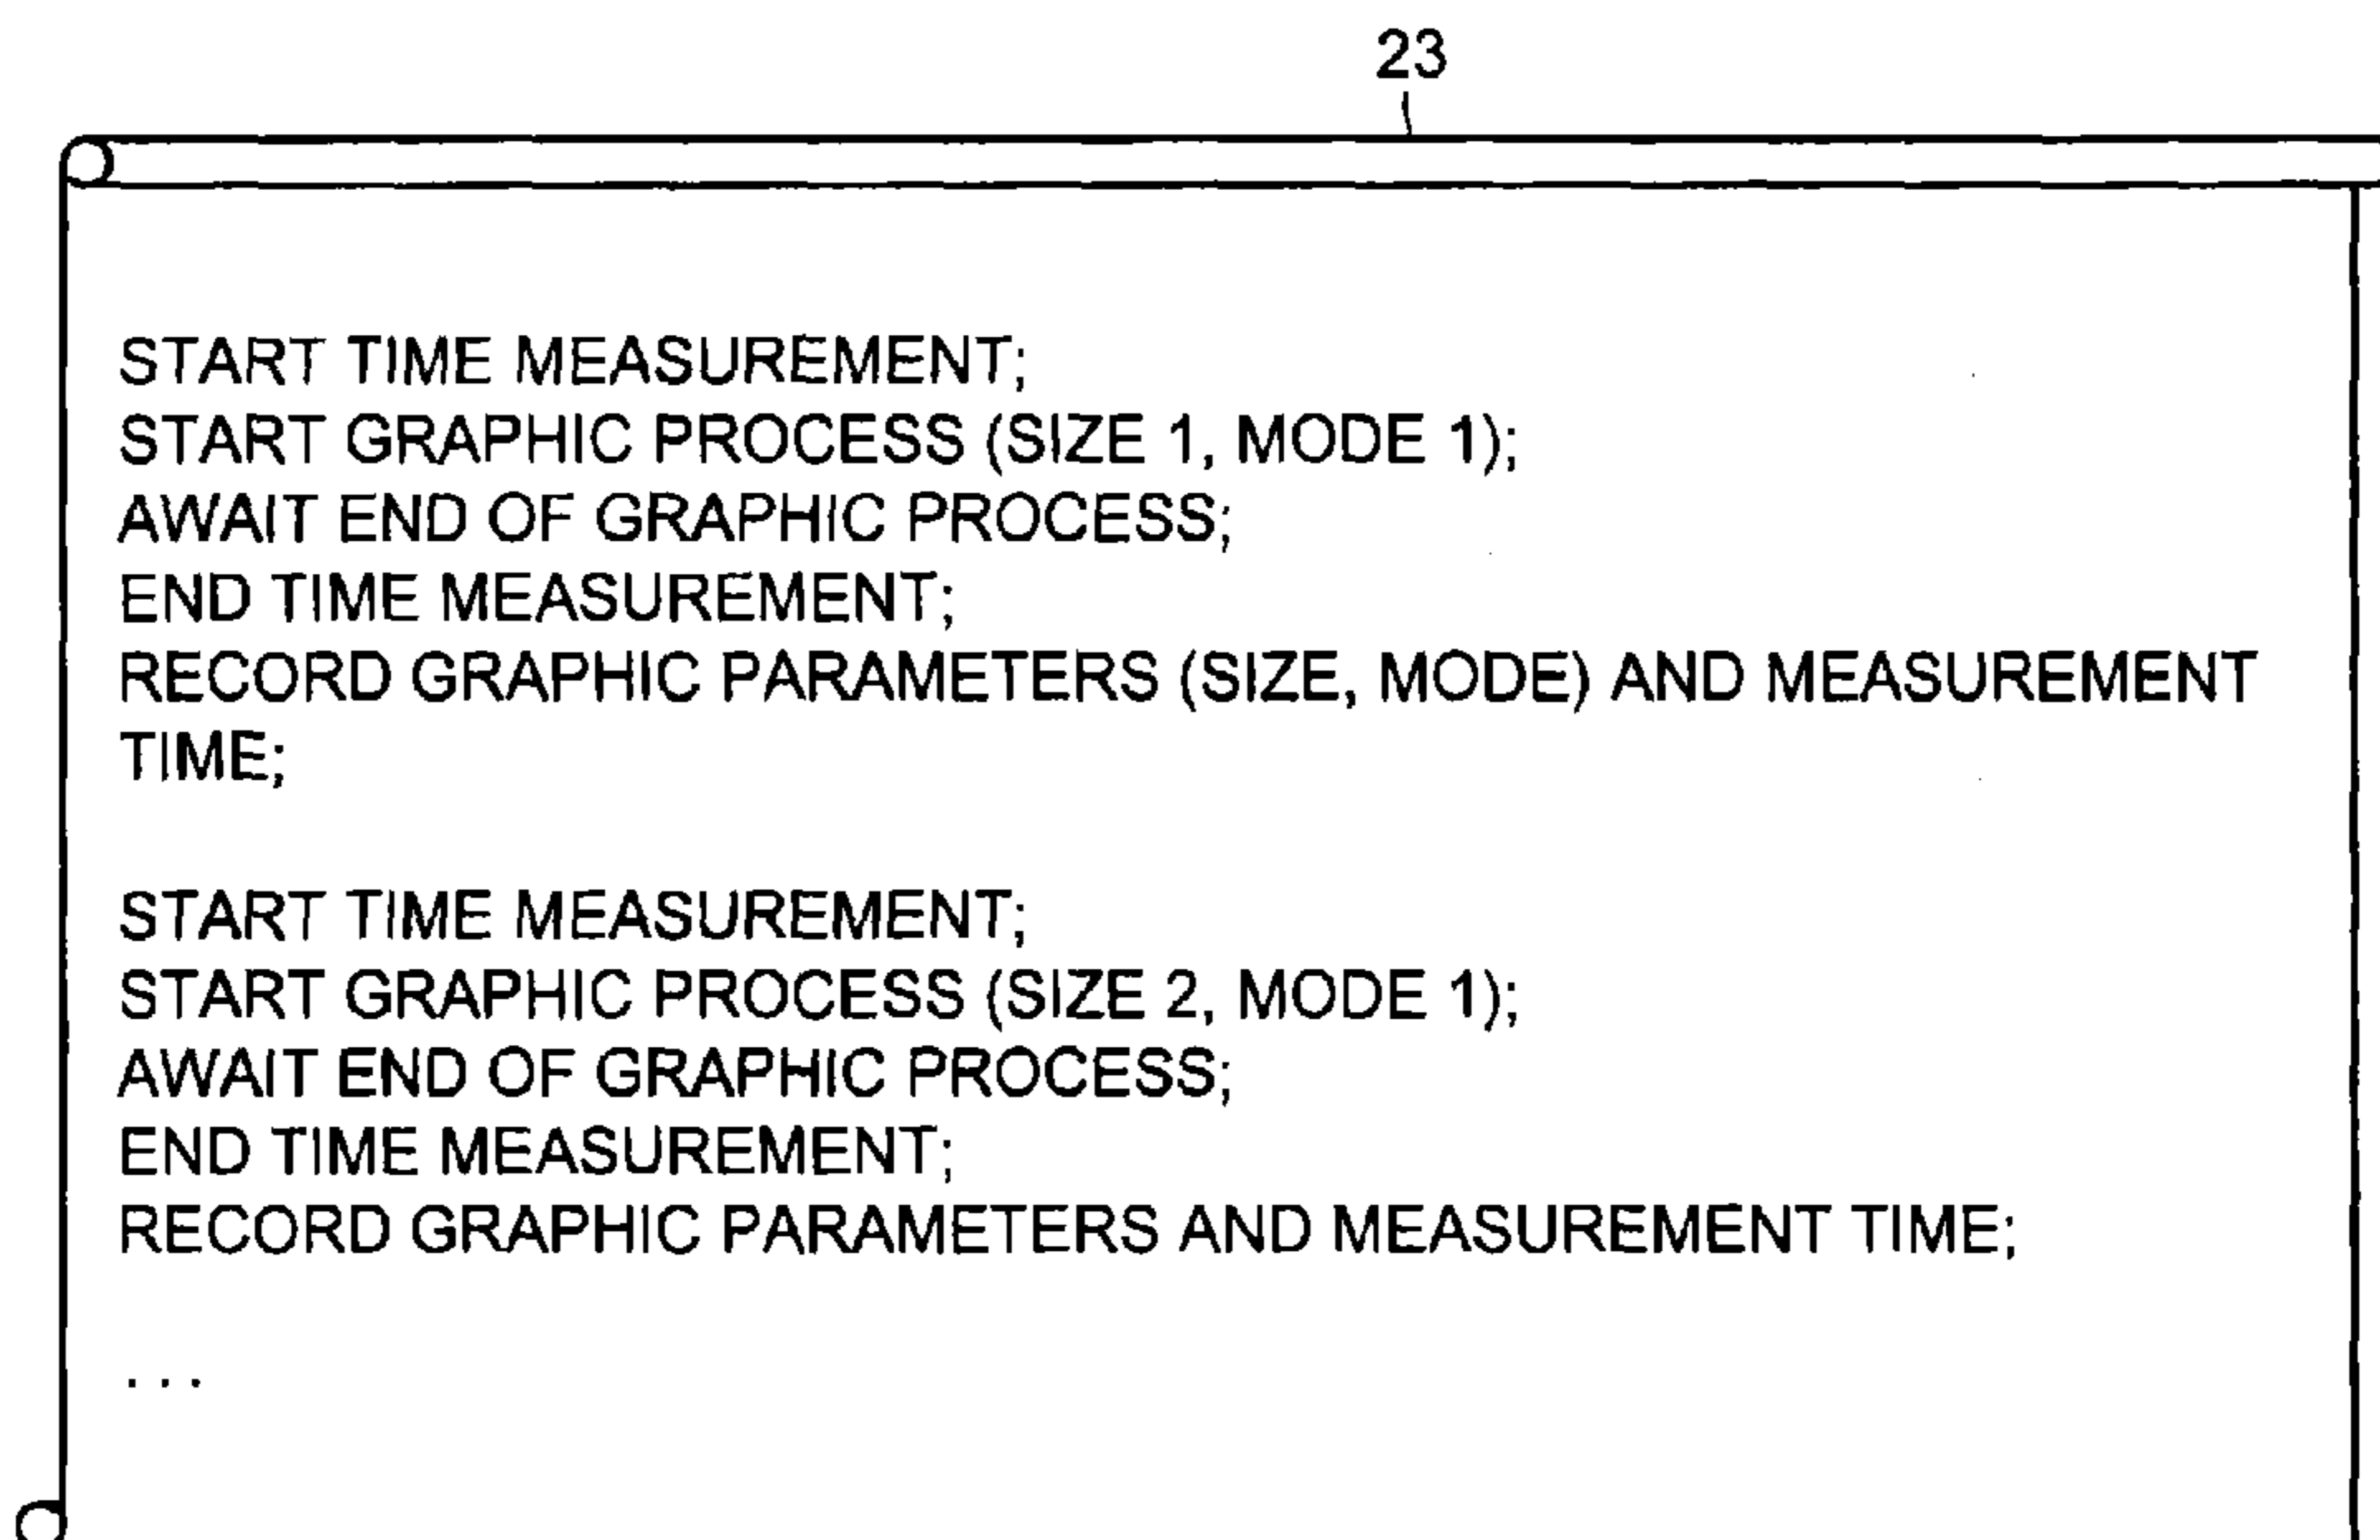 23
START TIME MEASUREMENT;
START GRAPHIC PROCESS (SIZE 1, MODE 1);
AWAIT END OF GRAPHIC PROCESS;
END TIME MEASUREMENT;
RECORD GRAPHIC PARAMETERS (SIZE, MODE) AND MEASUREMENT
TIME;
START TIME MEASUREMENT;
START GRAPHIC PROCESS (SIZE 2, MODE 1);
AWAIT END OF GRAPHIC PROCESS;
END TIME MEASUREMENT;
RECORD GRAPHIC PARAMETERS AND MEASUREMENT TIME;
...